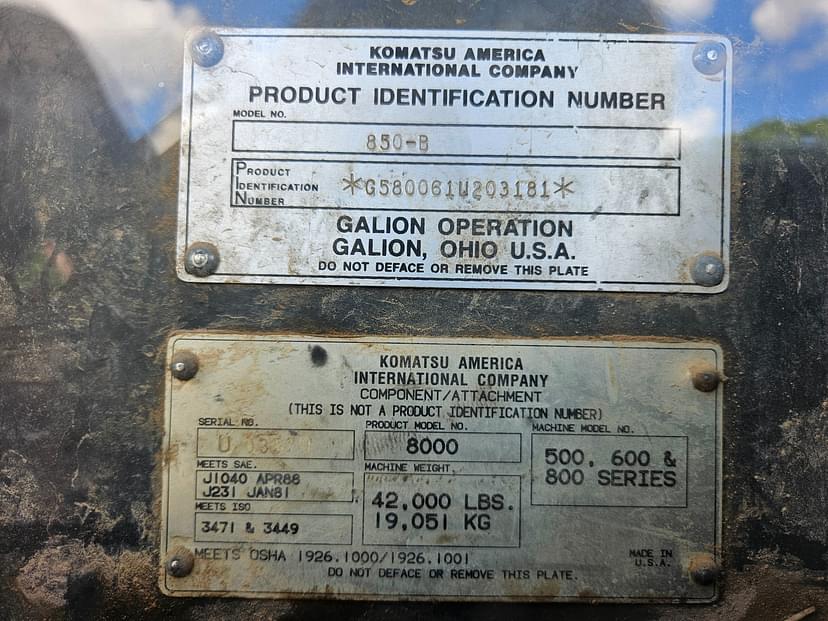 KOMATSU AMERICA
INTERNATIONAL COMPANY
PRODUCT IDENTIFICATION NUMBER
MODEL NO.
850-B
PRODUCT
IDENTIFICATION
NUMBER
*G580061U203181*
GALION OPERATION
GALION, OHIO U.S.A.
DO NOT DEFACE OR REMOVE THIS PLATE
KOMATSU AMERICA
INTERNATIONAL COMPANY
COMPONENT/ATTACHMENT
(THIS IS NOT A PRODUCT IDENTIFICATION NUMBER)
SERIAL NO.
U
MEETS SAE.
J1040 APR88
J231 JAN81
MEETS ISO
3471 & 3449
PRODUCT MODEL NO.
8000
MACHINE WEIGHT.
42,000 LBS.
19,051 KG
MACHINE MODEL NO.
500, 600 &
800 SERIES
MEETS OSHA 1926.1000/1926.1001
MADE IN
U.S.A.
DO NOT DEFACE OR REMOVE THIS PLATE.